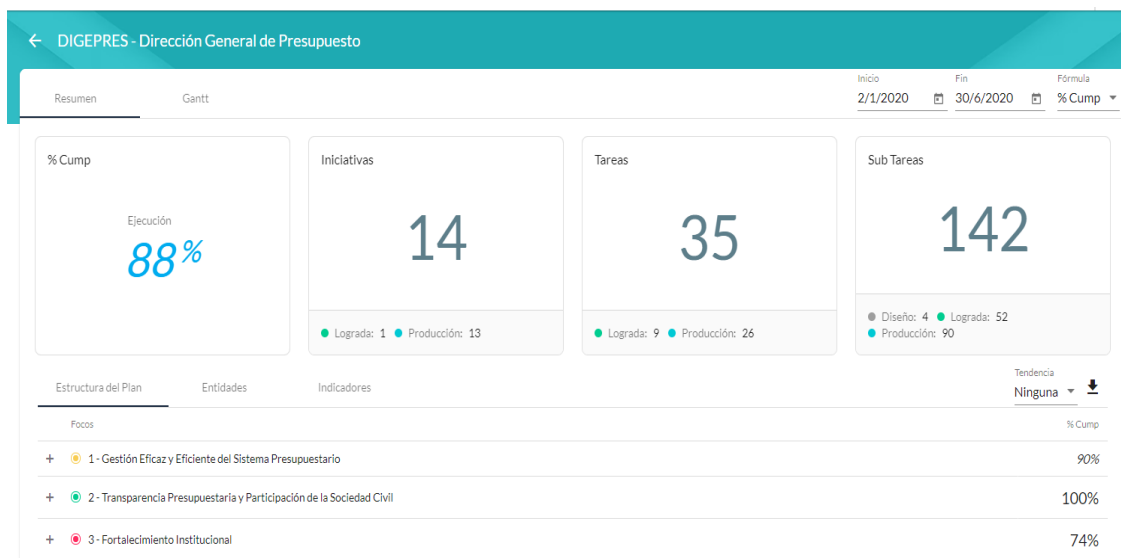 ← DIGEPRES - Dirección General de Presupuesto
Resumen Gantt
Inicio Fin Fórmula
2/1/2020 30/6/2020 % Cump
% Cump
Ejecución
88%
Iniciativas
14
Lograda: 1 Producción: 13
Tareas
35
Lograda: 9 Producción: 26
Sub Tareas
142
Diseño: 4 Lograda: 52
Producción: 90
Estructura del Plan Entidades Indicadores
Tendencia
Ninguna
Focos % Cump
+ 1 - Gestión Eficaz y Eficiente del Sistema Presupuestario 90%
+ 2 - Transparencia Presupuestaria y Participación de la Sociedad Civil 100%
+ 3 - Fortalecimiento Institucional 74%